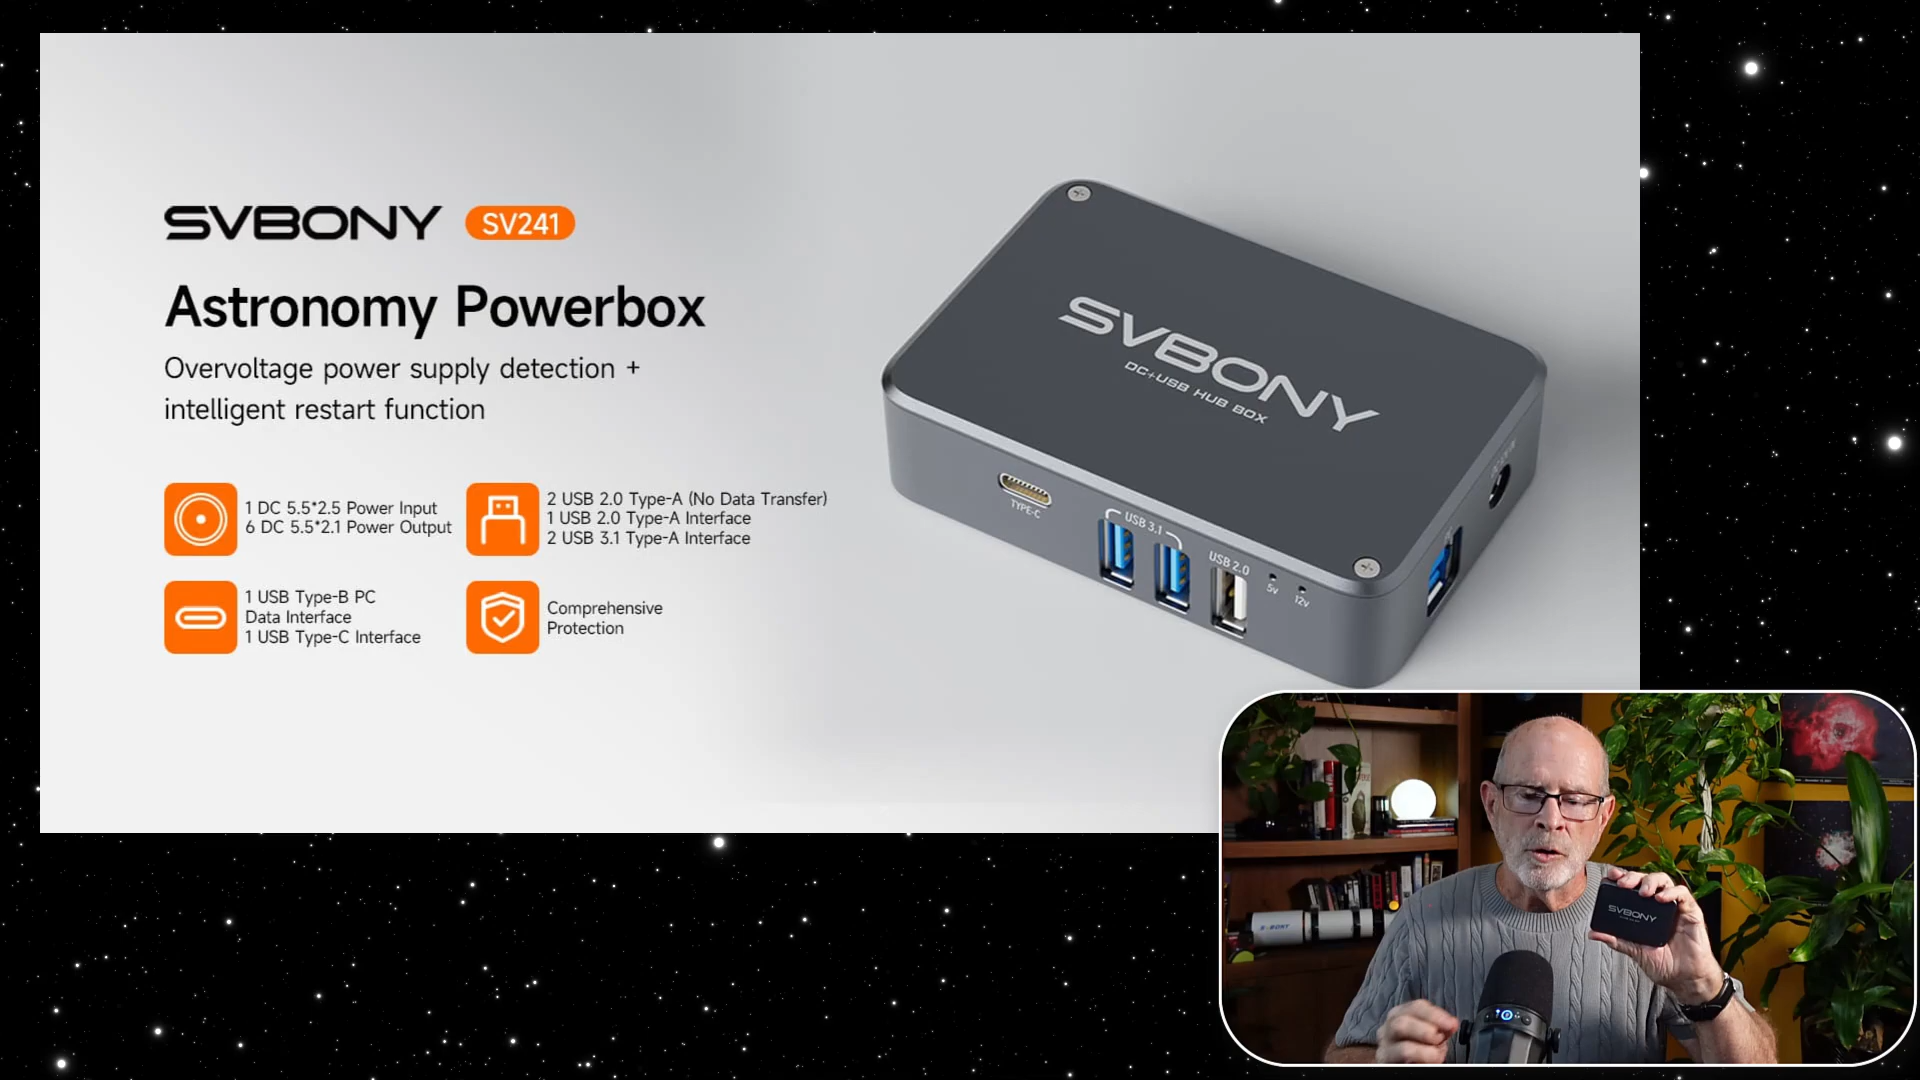 SVBONY SV241
Astronomy Powerbox
Overvoltage power supply detection +
intelligent restart function
1 DC 5.5*2.5 Power Input
6 DC 5.5*2.1 Power Output
2 USB 2.0 Type-A (No Data Transfer)
1 USB 2.0 Type-A Interface
2 USB 3.1 Type-A Interface
1 USB Type-B PC
Data Interface
1 USB Type-C Interface
Comprehensive
Protection
SVBONY
DC+USB HUB BOX
TYPE-C
USB 3.1
USB 2.0
5v
12v
SVBONY